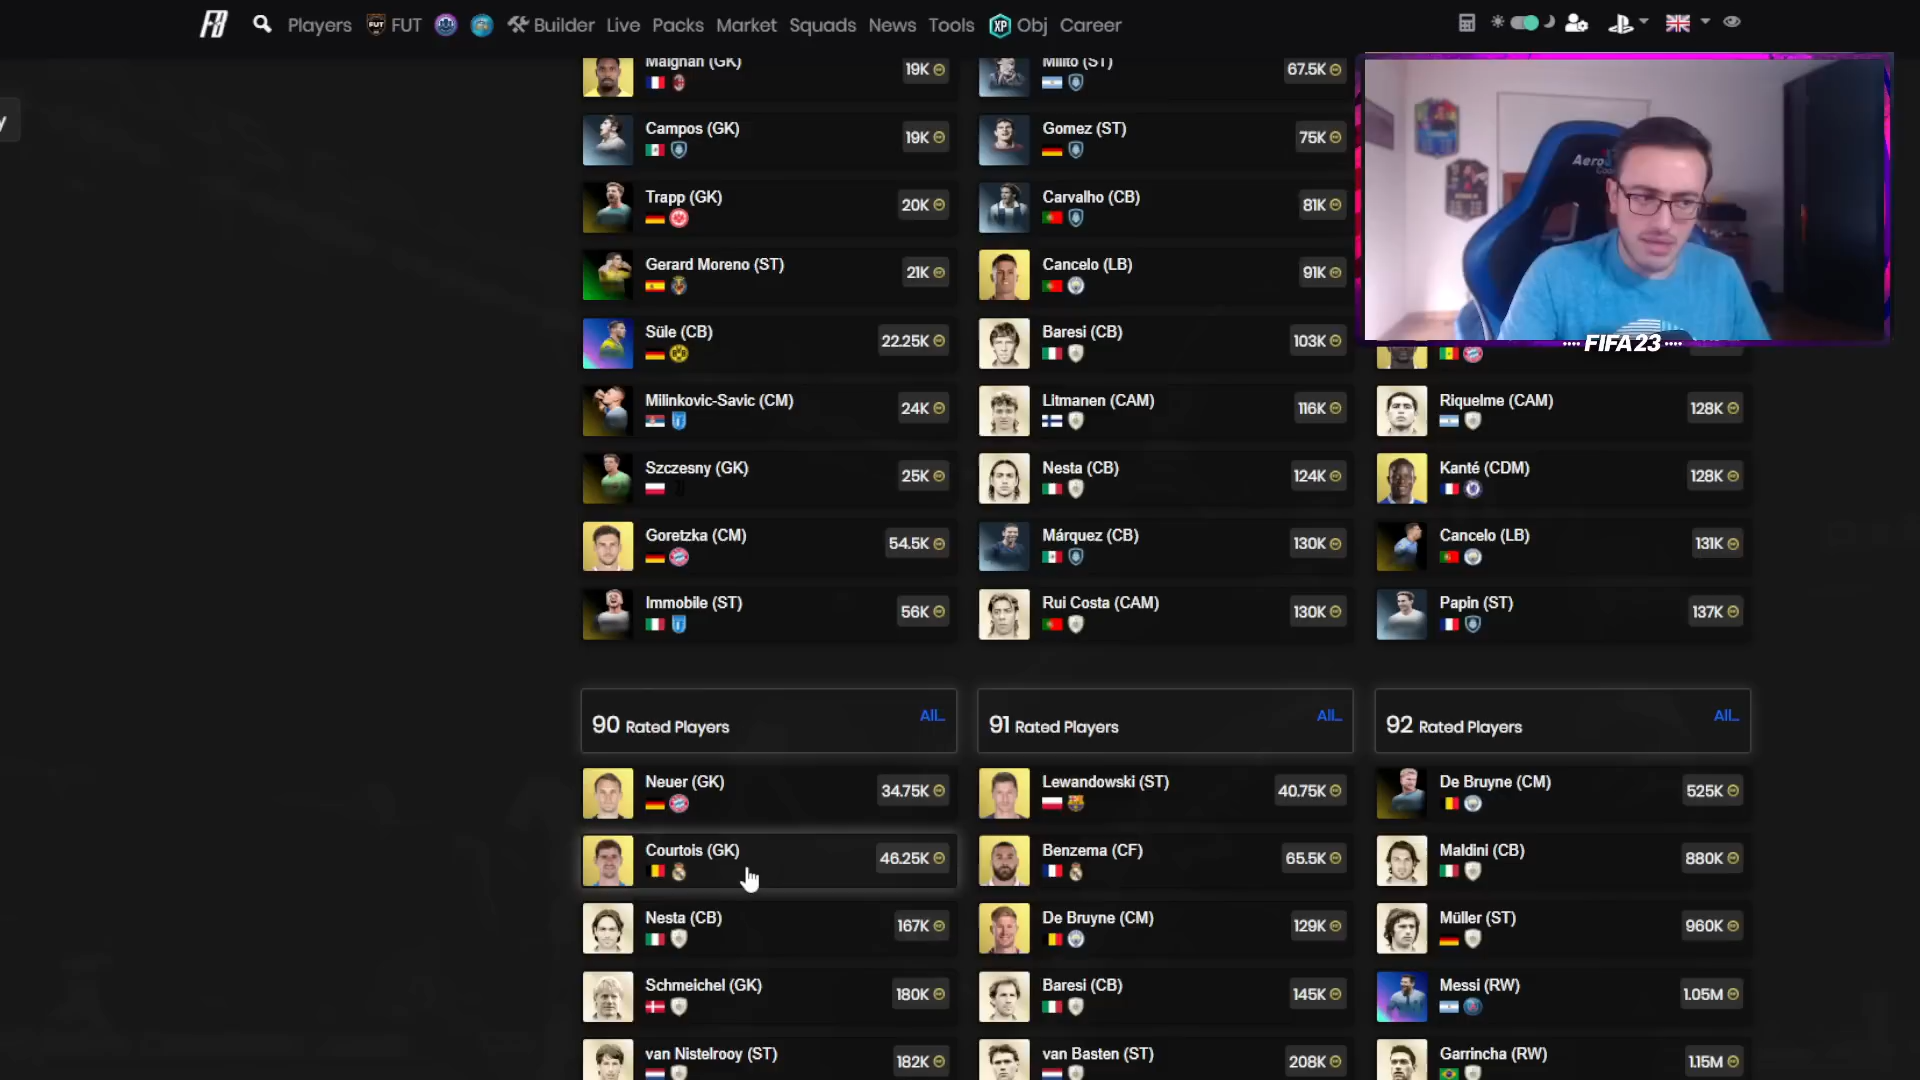 Players FUT Builder Live Packs Market Squads News Tools XP Obj Career
y
Maignan (GK) 19K
Campos (GK) 19K
Trapp (GK) 20K
Gerard Moreno (ST) 21K
Süle (CB) 22.25K
Milinkovic-Savic (CM) 24K
Szczesny (GK) 25K
Goretzka (CM) 54.5K
Immobile (ST) 56K
Milito (ST) 67.5K
Gomez (ST) 75K
Carvalho (CB) 81K
Cancelo (LB) 91K
Baresi (CB) 103K
Litmanen (CAM) 116K
Nesta (CB) 124K
Márquez (CB) 130K
Rui Costa (CAM) 130K
Aero
FIFA 23
Riquelme (CAM) 128K
Kanté (CDM) 128K
Cancelo (LB) 131K
Papin (ST) 137K
90 Rated Players All...
Neuer (GK) 34.75K
Courtois (GK) 46.25K
Nesta (CB) 167K
Schmeichel (GK) 180K
van Nistelrooy (ST) 182K
91 Rated Players All...
Lewandowski (ST) 40.75K
Benzema (CF) 65.5K
De Bruyne (CM) 129K
Baresi (CB) 145K
van Basten (ST) 208K
92 Rated Players All...
De Bruyne (CM) 525K
Maldini (CB) 880K
Müller (ST) 960K
Messi (RW) 1.05M
Garrincha (RW) 1.15M